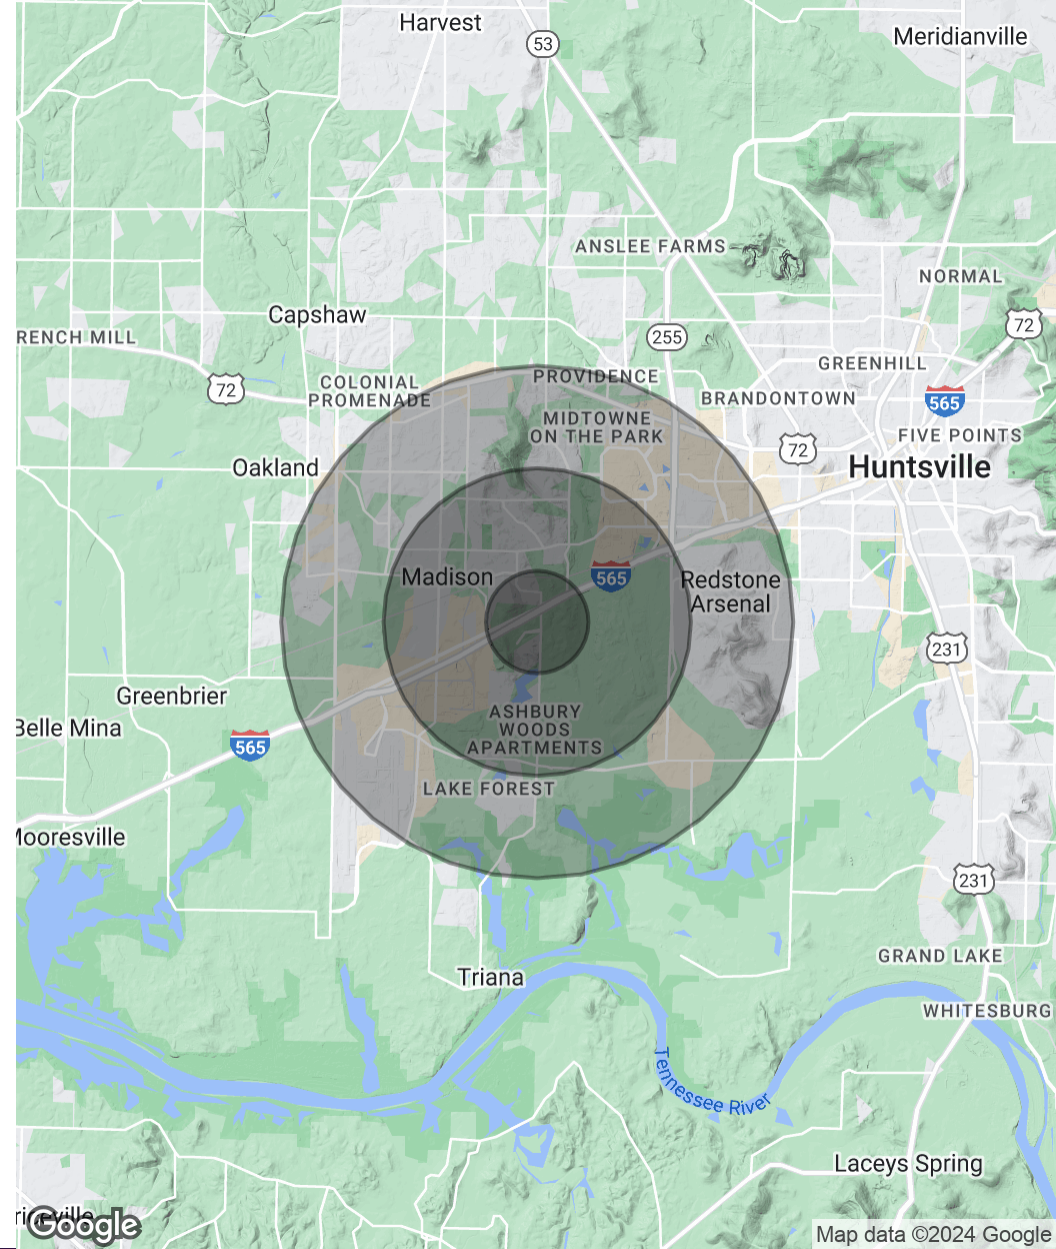 Harvest
53
Meridianville
ANSLEE FARMS
NORMAL
Capshaw
72
255
RENCH MILL
GREENHILL
COLONIAL
PROMENADE
72
PROVIDENCE
BRANDONTOWN
565
MIDTOWNE
ON THE PARK
FIVE POINTS
72
Oakland
Huntsville
Madison
565
Redstone
Arsenal
231
Greenbrier
Belle Mina
565
ASHBURY
WOODS
APARTMENTS
LAKE FOREST
Mooresville
231
GRAND LAKE
Triana
WHITESBURG
Tennessee River
Laceys Spring
riceville
Google
Map data ©2024 Google